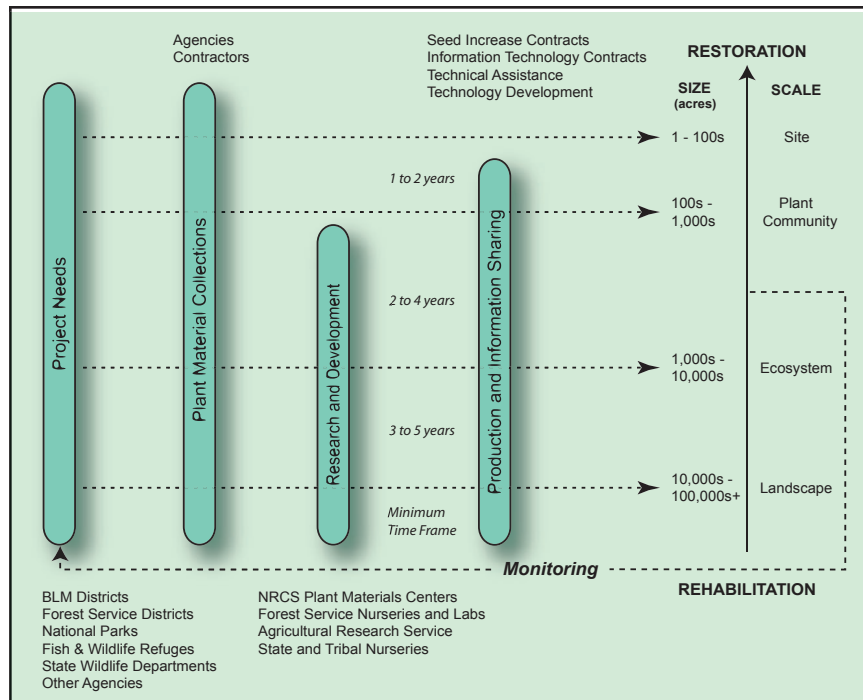 Agencies
Contractors
Seed Increase Contracts
Information Technology Contracts
Technical Assistance
Technology Development
RESTORATION
SIZE
(acres)
SCALE
Project Needs
Plant Material Collections
Research and Development
Production and Information Sharing
1 - 100s
Site
1 to 2 years
100s -
1,000s
Plant
Community
2 to 4 years
1,000s -
10,000s
Ecosystem
3 to 5 years
10,000s -
100,000s+
Landscape
Minimum
Time Frame
Monitoring
REHABILITATION
BLM Districts
Forest Service Districts
National Parks
Fish & Wildlife Refuges
State Wildlife Departments
Other Agencies
NRCS Plant Materials Centers
Forest Service Nurseries and Labs
Agricultural Research Service
State and Tribal Nurseries